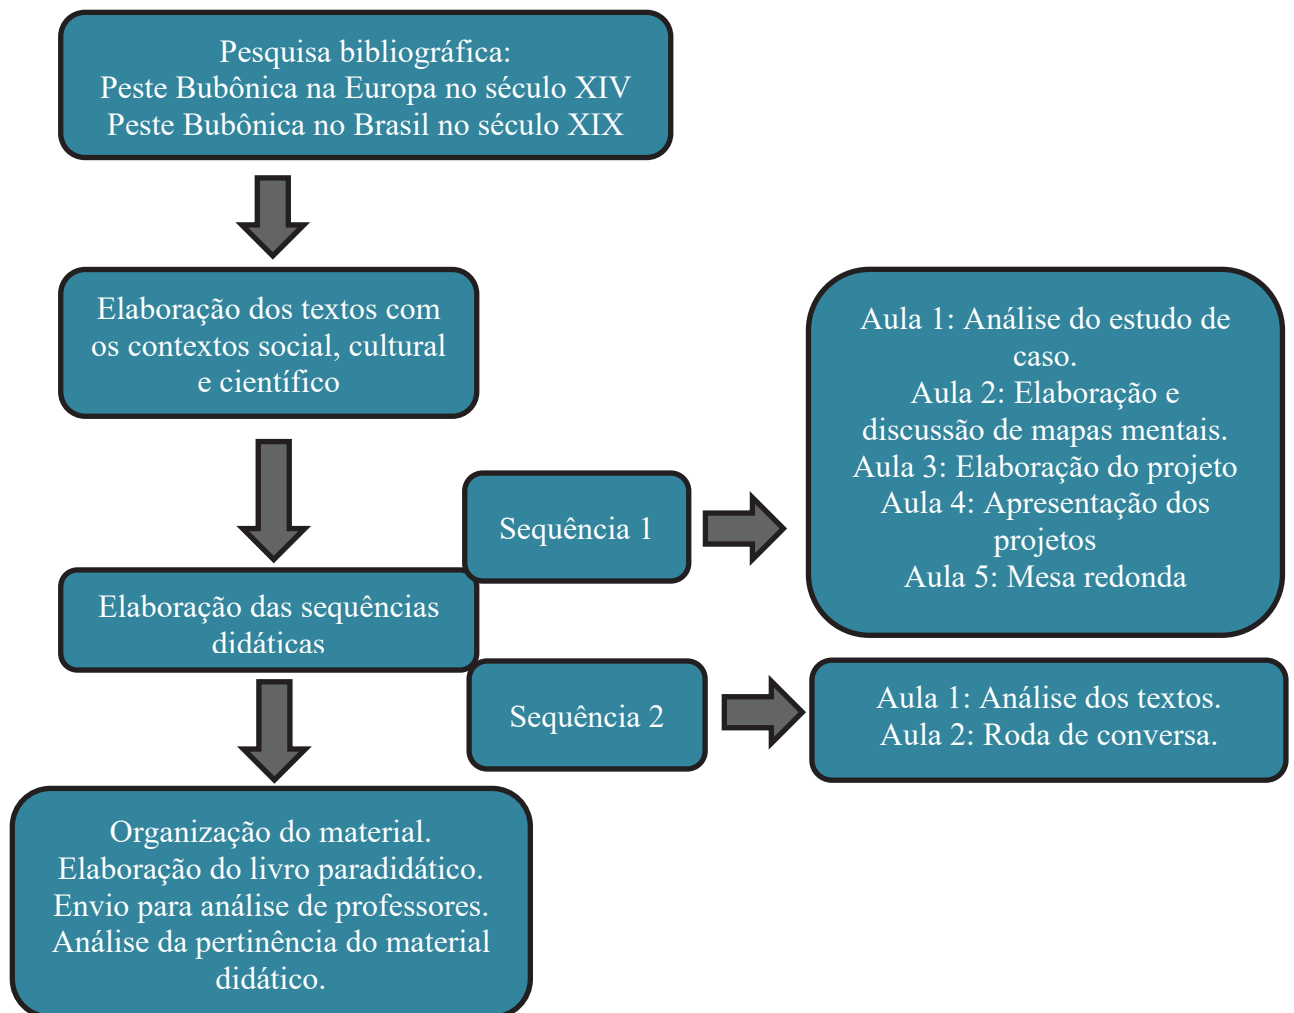 Pesquisa bibliográfica:
Peste Bubônica na Europa no século XIV
Peste Bubônica no Brasil no século XIX
Elaboração dos textos com
os contextos social, cultural
e científico
Elaboração das sequências
didáticas
Sequência 1
Aula 1: Análise do estudo de
caso.
Aula 2: Elaboração e
discussão de mapas mentais.
Aula 3: Elaboração do projeto
Aula 4: Apresentação dos
projetos
Aula 5: Mesa redonda
Sequência 2
Aula 1: Análise dos textos.
Aula 2: Roda de conversa.
Organização do material.
Elaboração do livro paradidático.
Envio para análise de professores.
Análise da pertinência do material
didático.